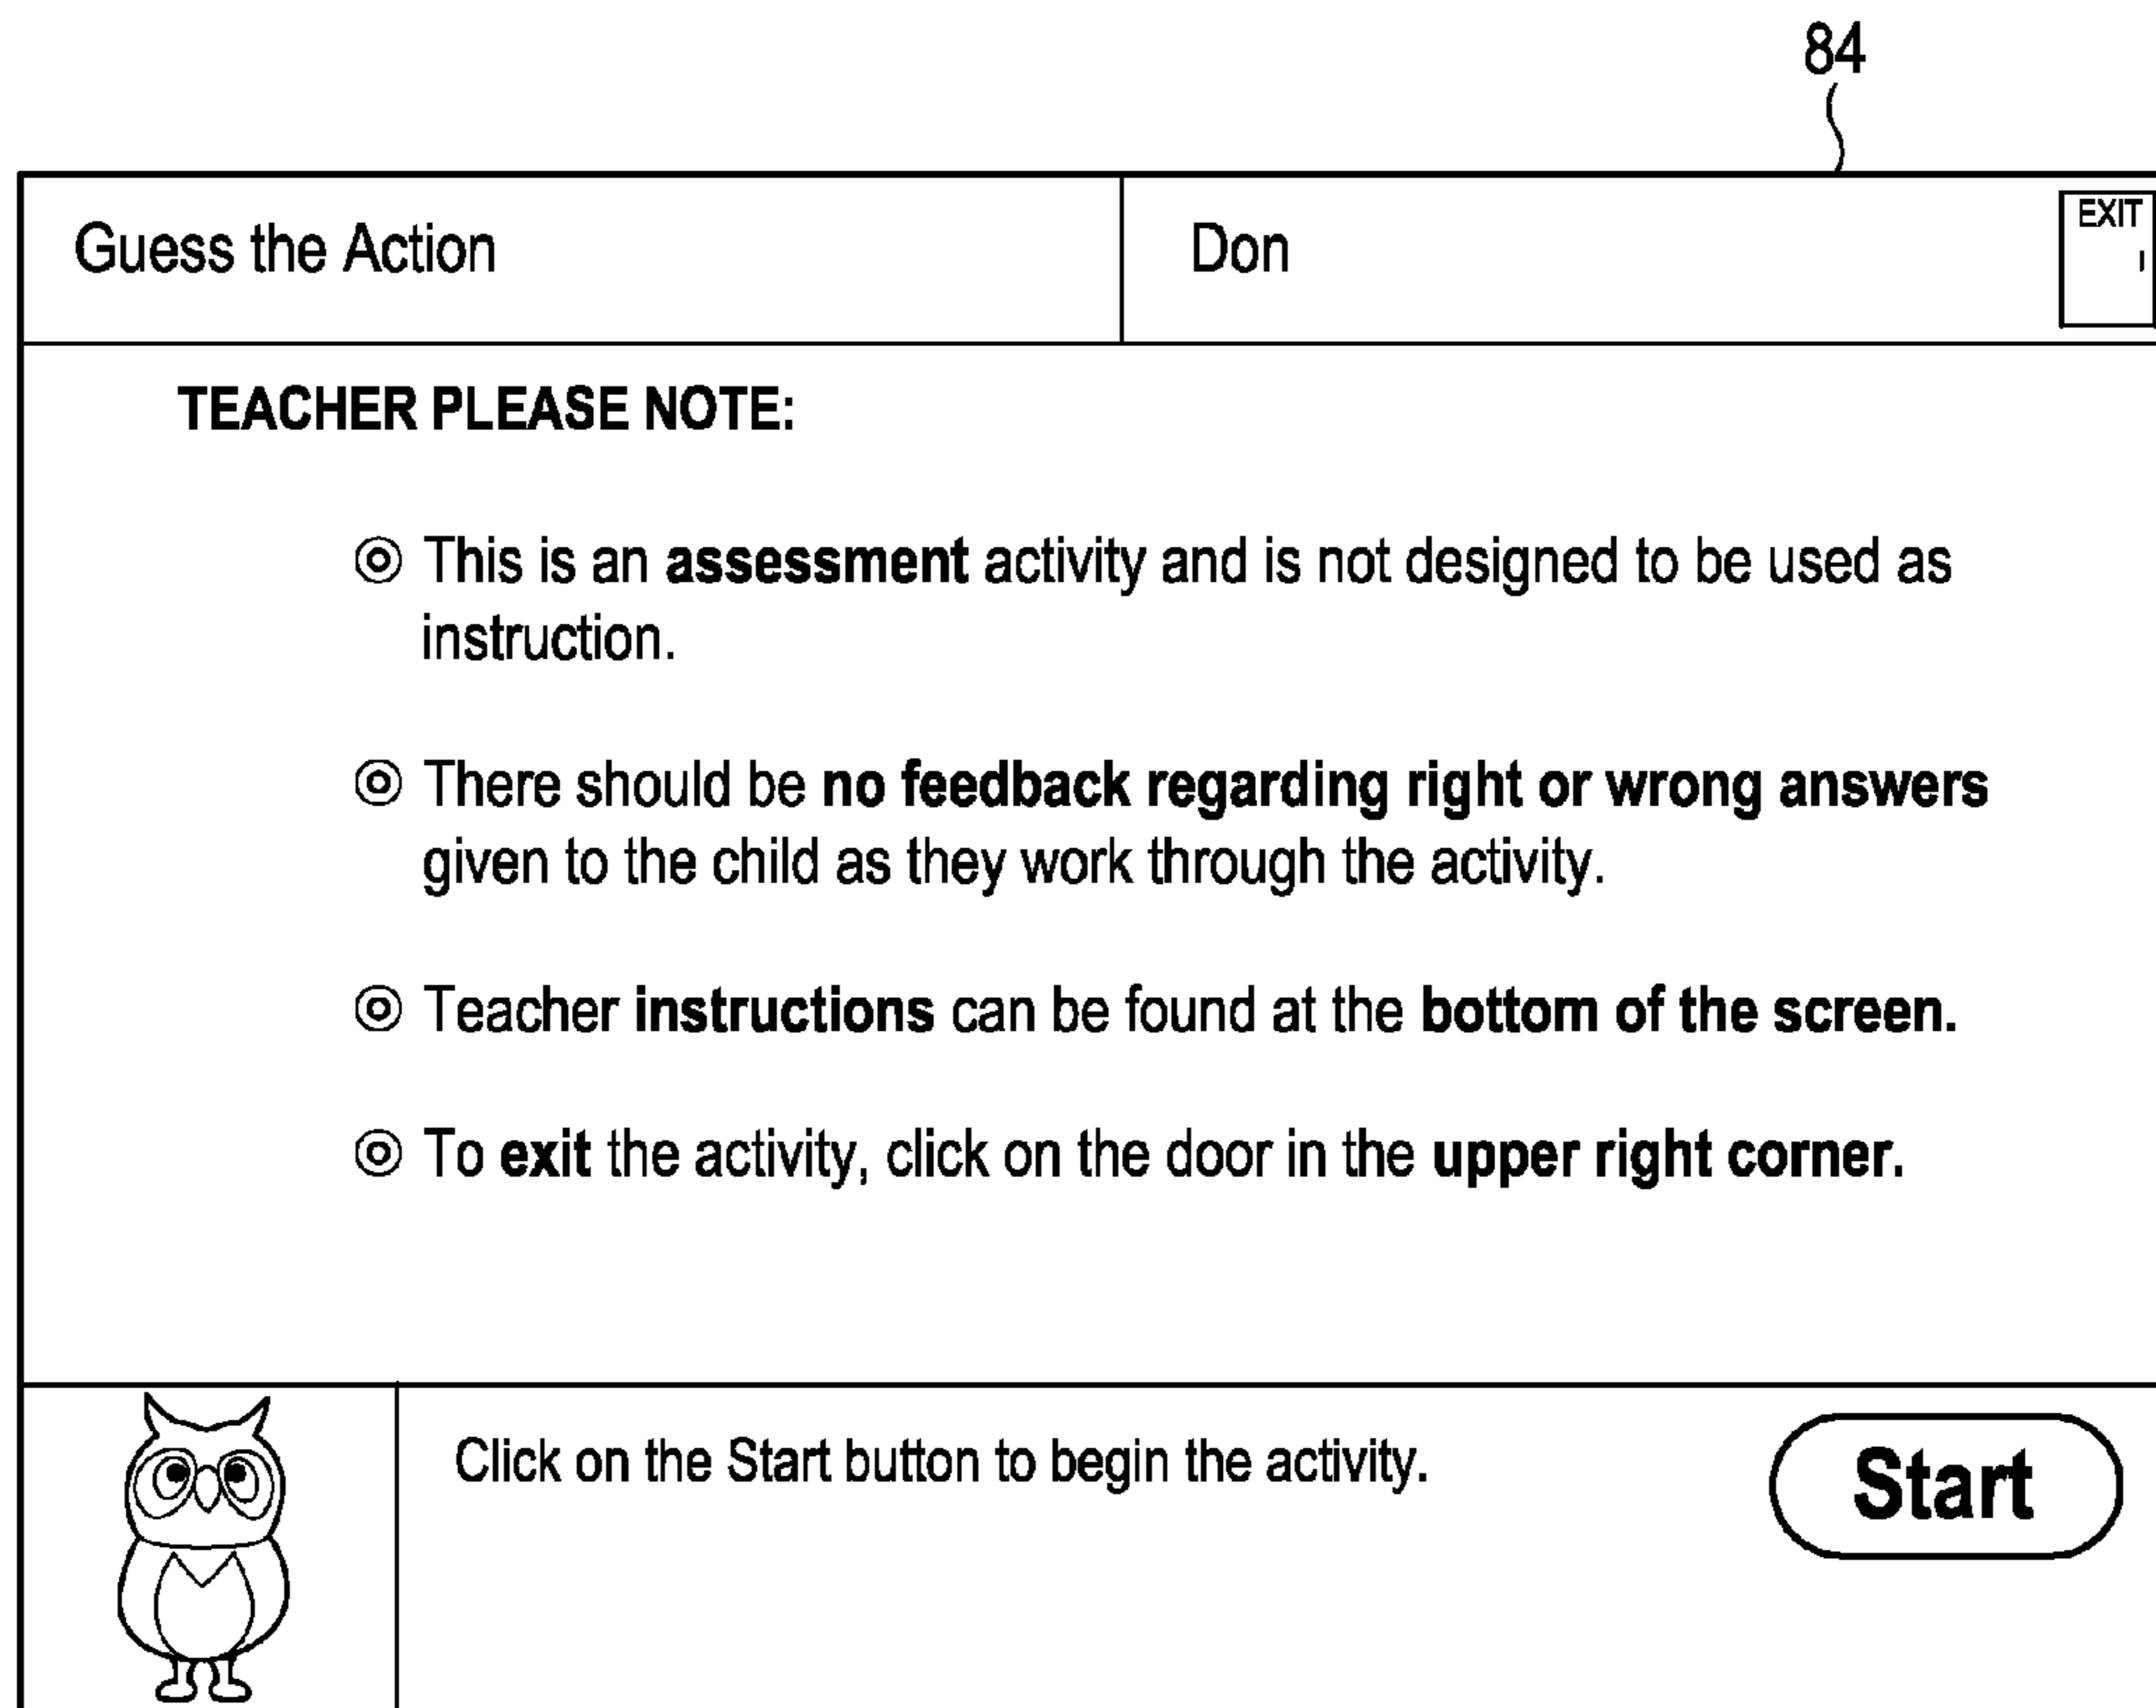 84
Guess the Action
Don
EXIT
TEACHER PLEASE NOTE:
This is an assessment activity and is not designed to be used as
instruction.
There should be no feedback regarding right or wrong answers
given to the child as they work through the activity.
Teacher instructions can be found at the bottom of the screen.
To exit the activity, click on the door in the upper right corner.
Click on the Start button to begin the activity.
Start